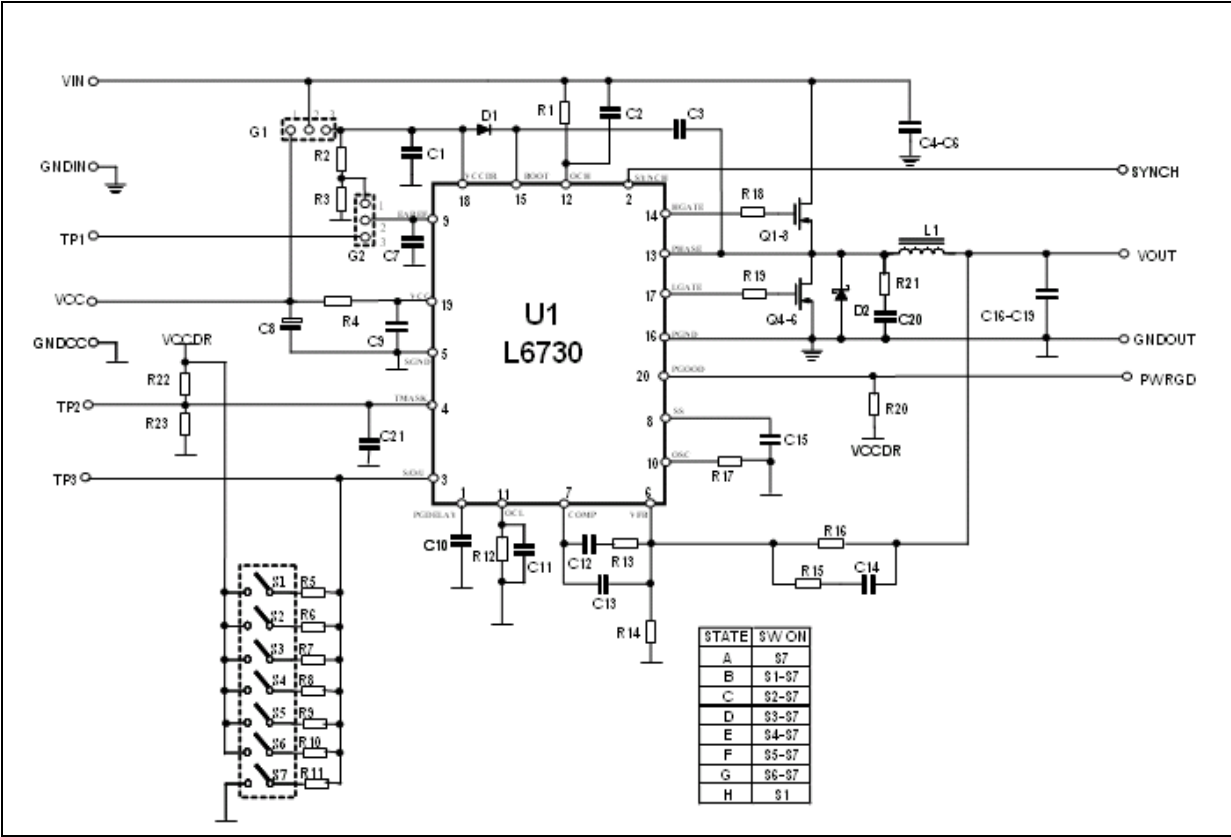 VIN
GNDIN
TP1
VCC
GNDCC
TP2
TP3
G1
1 2 3
R2
R3
1
2
3
G2
C1
D1
R1
C2
C3
C4-C6
SYNCH
VCCDR
BOOT
OCH
SYNCH
18
15
12
2
9
C7
HGATE
14
R18
Q1-3
PHASE
13
L1
VOUT
VCC
19
R4
C8
C9
SGND
5
U1
L6730
LGATE
17
R19
Q4-6
D2
R21
C20
C16-C19
PGND
16
GNDOUT
PGOOD
20
PWRGD
R20
VCCDR
VCCDR
R22
R23
TMASK
4
C21
SS
8
C15
OSC
10
R17
3
1
11
7
6
PGDELAY
OCL
COMP
VFB
C10
R12
C11
C12
R13
C13
R14
R16
R15
C14
S1 R5
S2 R6
S3 R7
S4 R8
S5 R9
S6 R10
S7 R11
STATE SW ON
A S7
B S1-S7
C S2-S7
D S3-S7
E S4-S7
F S5-S7
G S6-S7
H S1